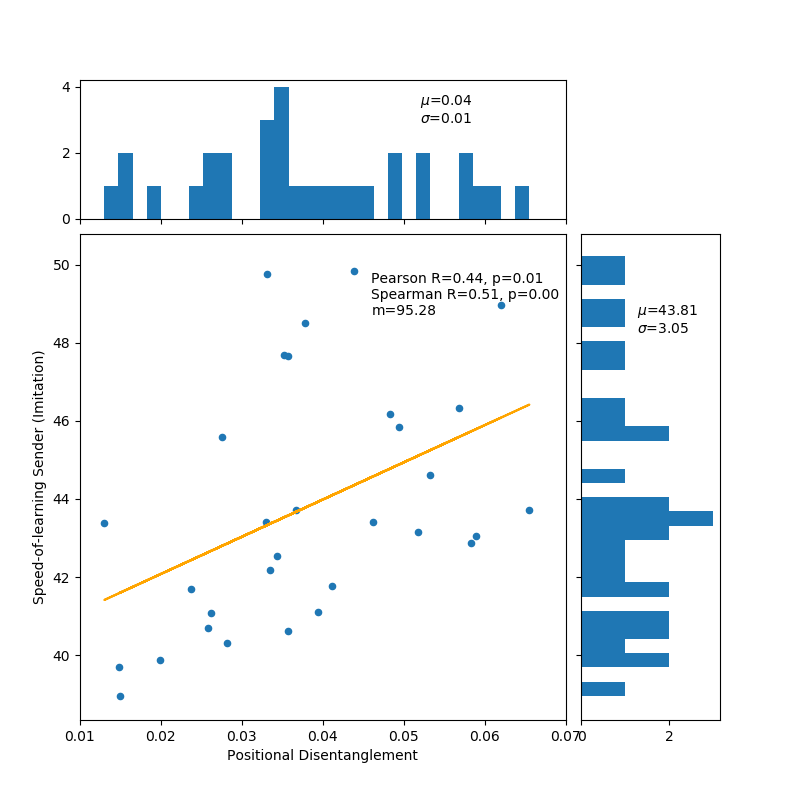 4
2
0
μ=0.04
σ=0.01
50
48
46
44
42
40
Speed-of-learning Sender (Imitation)
Pearson R=0.44, p=0.01
Spearman R=0.51, p=0.00
m=95.28
μ=43.81
σ=3.05
0.01 0.02 0.03 0.04 0.05 0.06 0.07
0 2
Positional Disentanglement